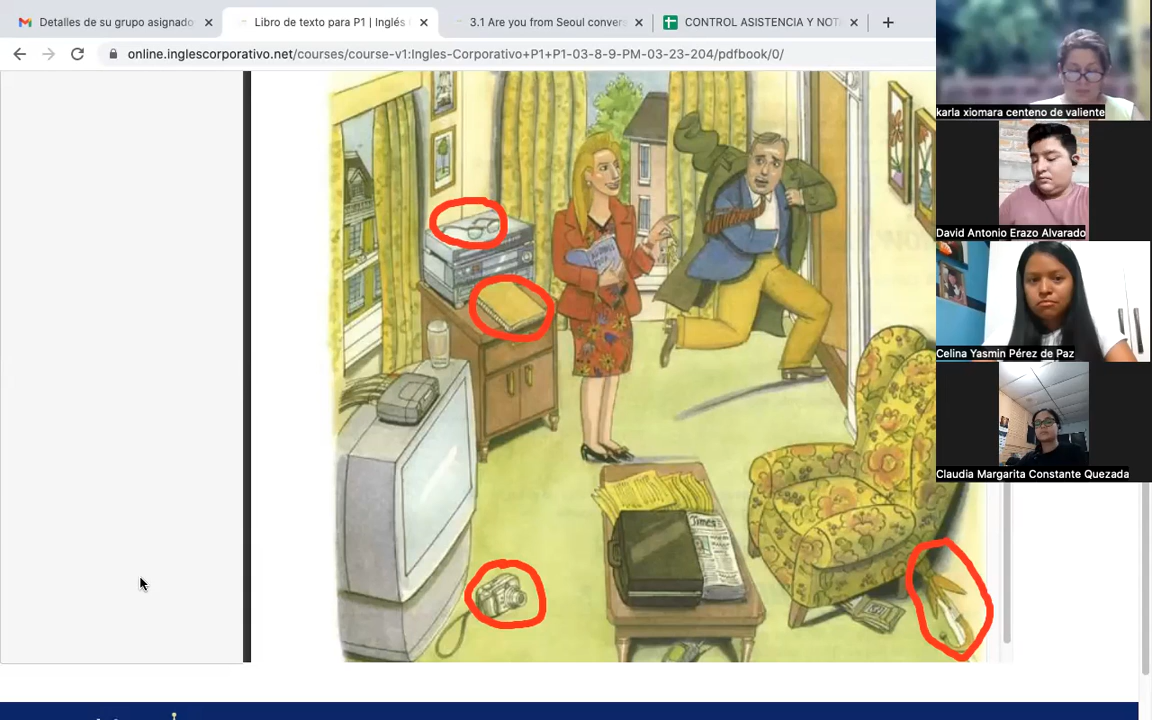 Detalles de su grupo asignado
Libro de texto para P1 | Inglés
3.1 Are you from Seoul convers
CONTROL ASISTENCIA Y NOT
online.inglescorporativo.net/courses/course-v1:Ingles-Corporativo+P1+P1-03-8-9-PM-03-23-204/pdfbook/0/
karla xiomara centeno de valiente
David Antonio Erazo Alvarado
Celina Yasmin Pérez de Paz
Claudia Margarita Constante Quezada
Times